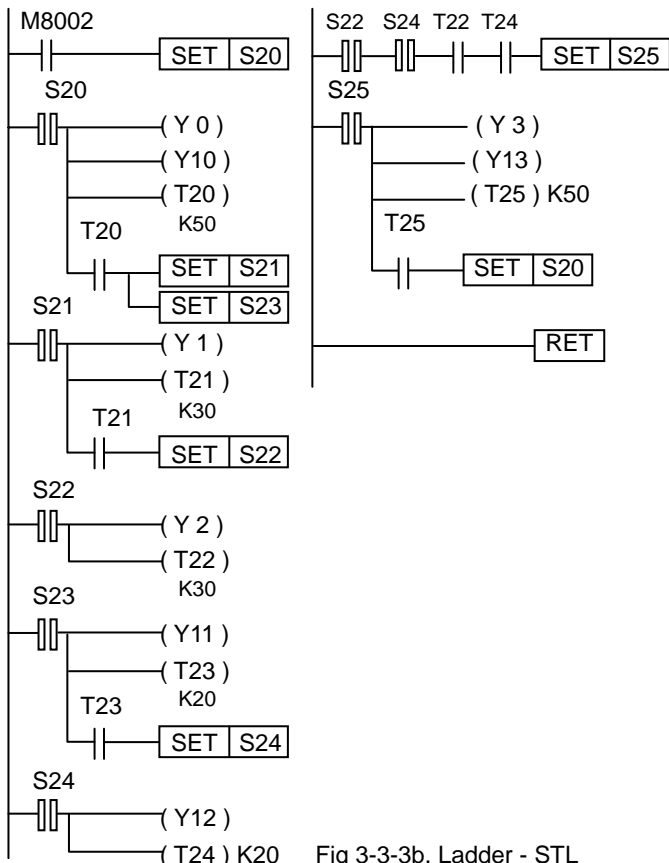 M8002
SET S20
S20
( Y 0 )
( Y10 )
( T20 )
K50
T20
SET S21
SET S23
S21
( Y 1 )
( T21 )
K30
T21
SET S22
S22
( Y 2 )
( T22 )
K30
S23
( Y11 )
( T23 )
K20
T23
SET S24
S24
( Y12 )
( T24 ) K20
S22 S24 T22 T24
SET S25
S25
( Y 3 )
( Y13 )
( T25 ) K50
T25
SET S20
RET
Fig 3-3-3b. Ladder - STL